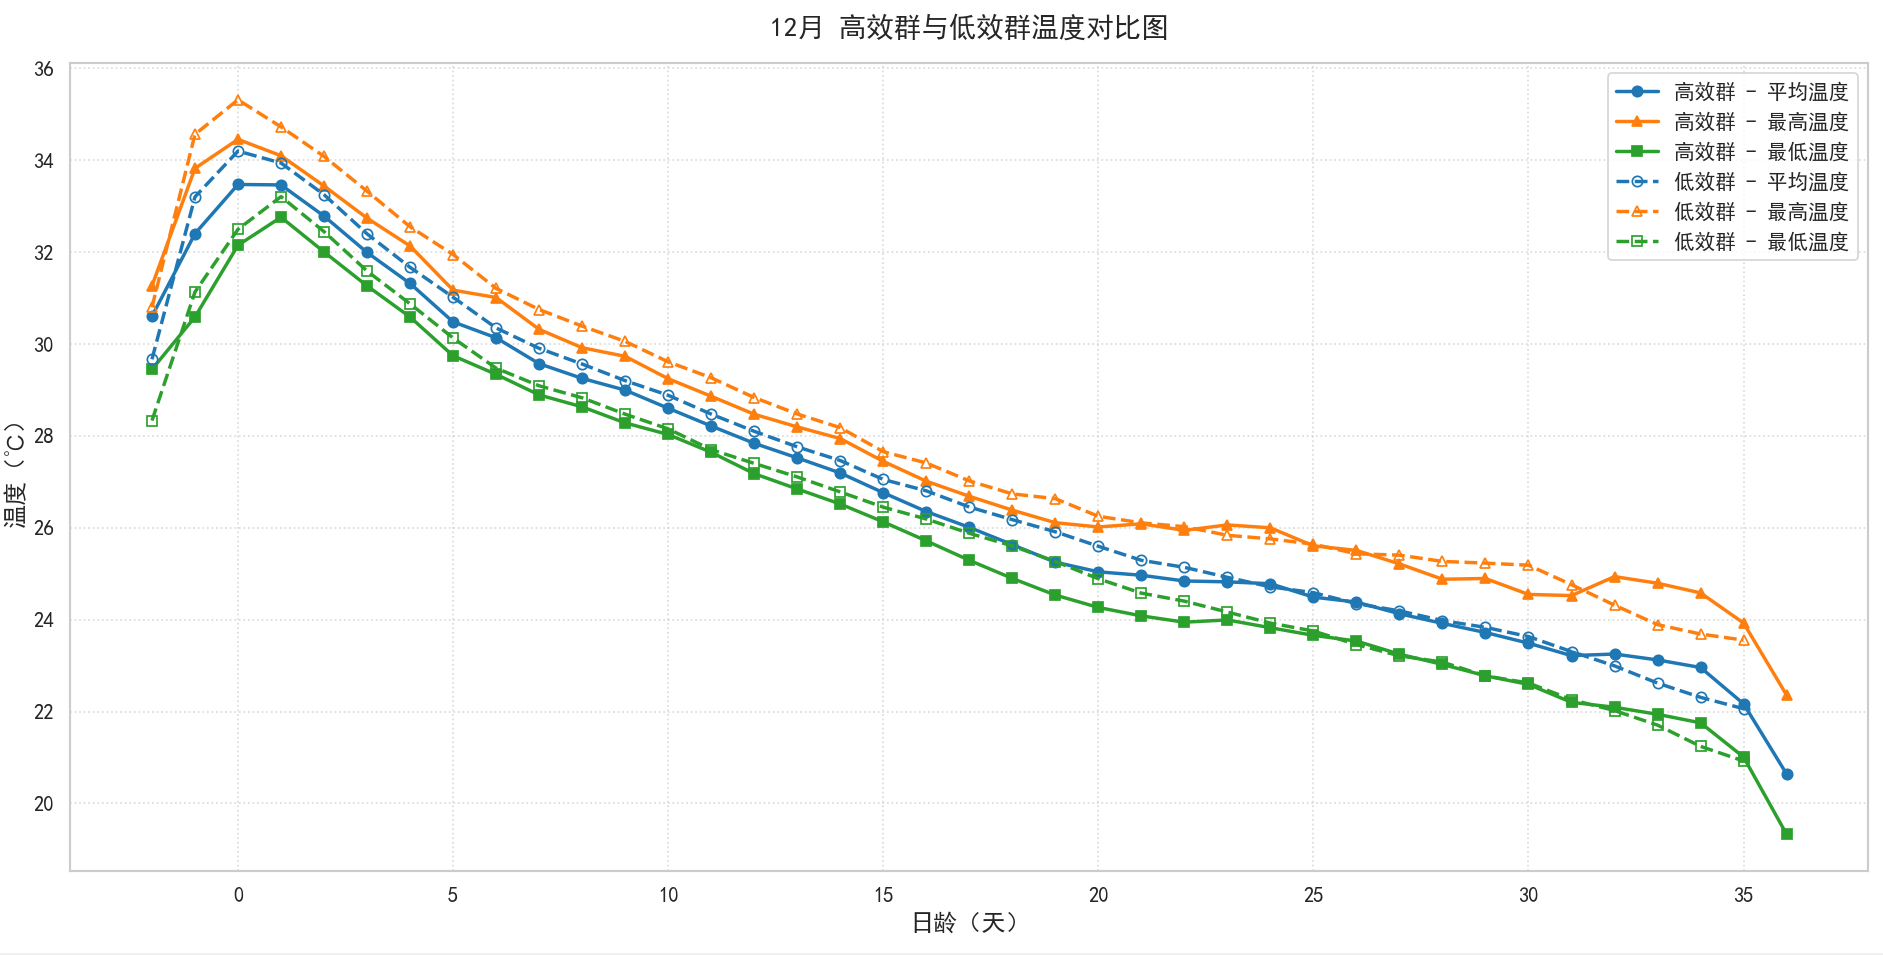 12月 高效群与低效群温度对比图
36
34
32
30
28
26
24
22
20
温度（℃）
0 5 10 15 20 25 30 35
日龄（天）
高效群 - 平均温度
高效群 - 最高温度
高效群 - 最低温度
低效群 - 平均温度
低效群 - 最高温度
低效群 - 最低温度